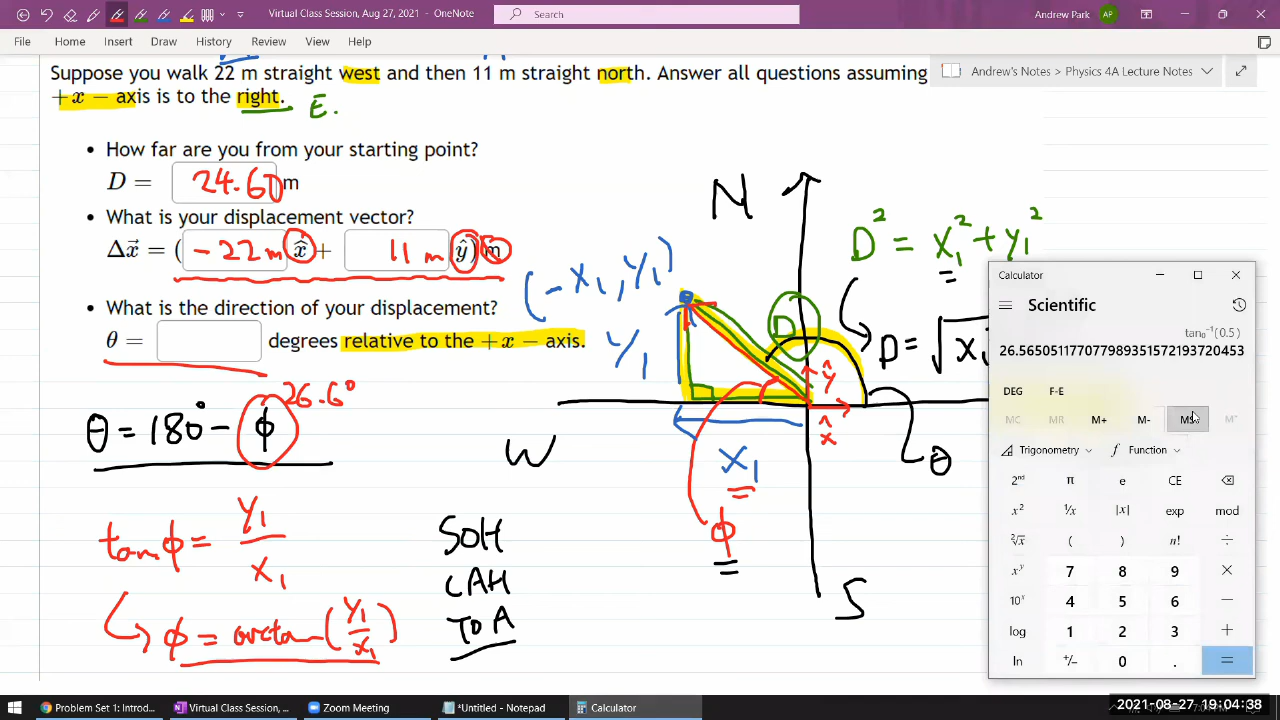 Virtual Class Session, Aug 27, 2021 - OneNote
Search
Andrew Park AP
File Home Insert Draw History Review View Help
Andrew's Notes > Physics 4A Lecture Notes
Suppose you walk 22 m straight west and then 11 m straight north. Answer all questions assuming
+x − axis is to the right. E.
• How far are you from your starting point?
D = 24.60 m
• What is your displacement vector?
Δx⃗ = ( -22 m x̂ + 11 m ŷ) m
• What is the direction of your displacement?
θ = degrees relative to the +x − axis.
26.6°
θ = 180° - ϕ
tan ϕ = y₁ / x₁
ϕ = arctan ( y₁ / x₁ )
SOH
CAH
TOA
N
W
S
(-x₁, y₁)
y₁
x₁
D
ŷ
x̂
θ
ϕ
D² = x₁² + y₁²
D = √x₁
Calculator
Scientific
tan₀⁻¹(0.5)
26.565051177077989351572193720453
DEG F-E
MC MR M+ M- MS M˅
Trigonometry f Function
2ⁿᵈ π e CE
x² ¹/x |x| exp mod
²√x ( ) n! ÷
xʸ 7 8 9 ×
10ˣ 4 5 6 −
log 1 2 3 +
ln +/− 0 . =
Problem Set 1: Introd... Virtual Class Session,... Zoom Meeting *Untitled - Notepad Calculator
2021-08-27 19:04:38